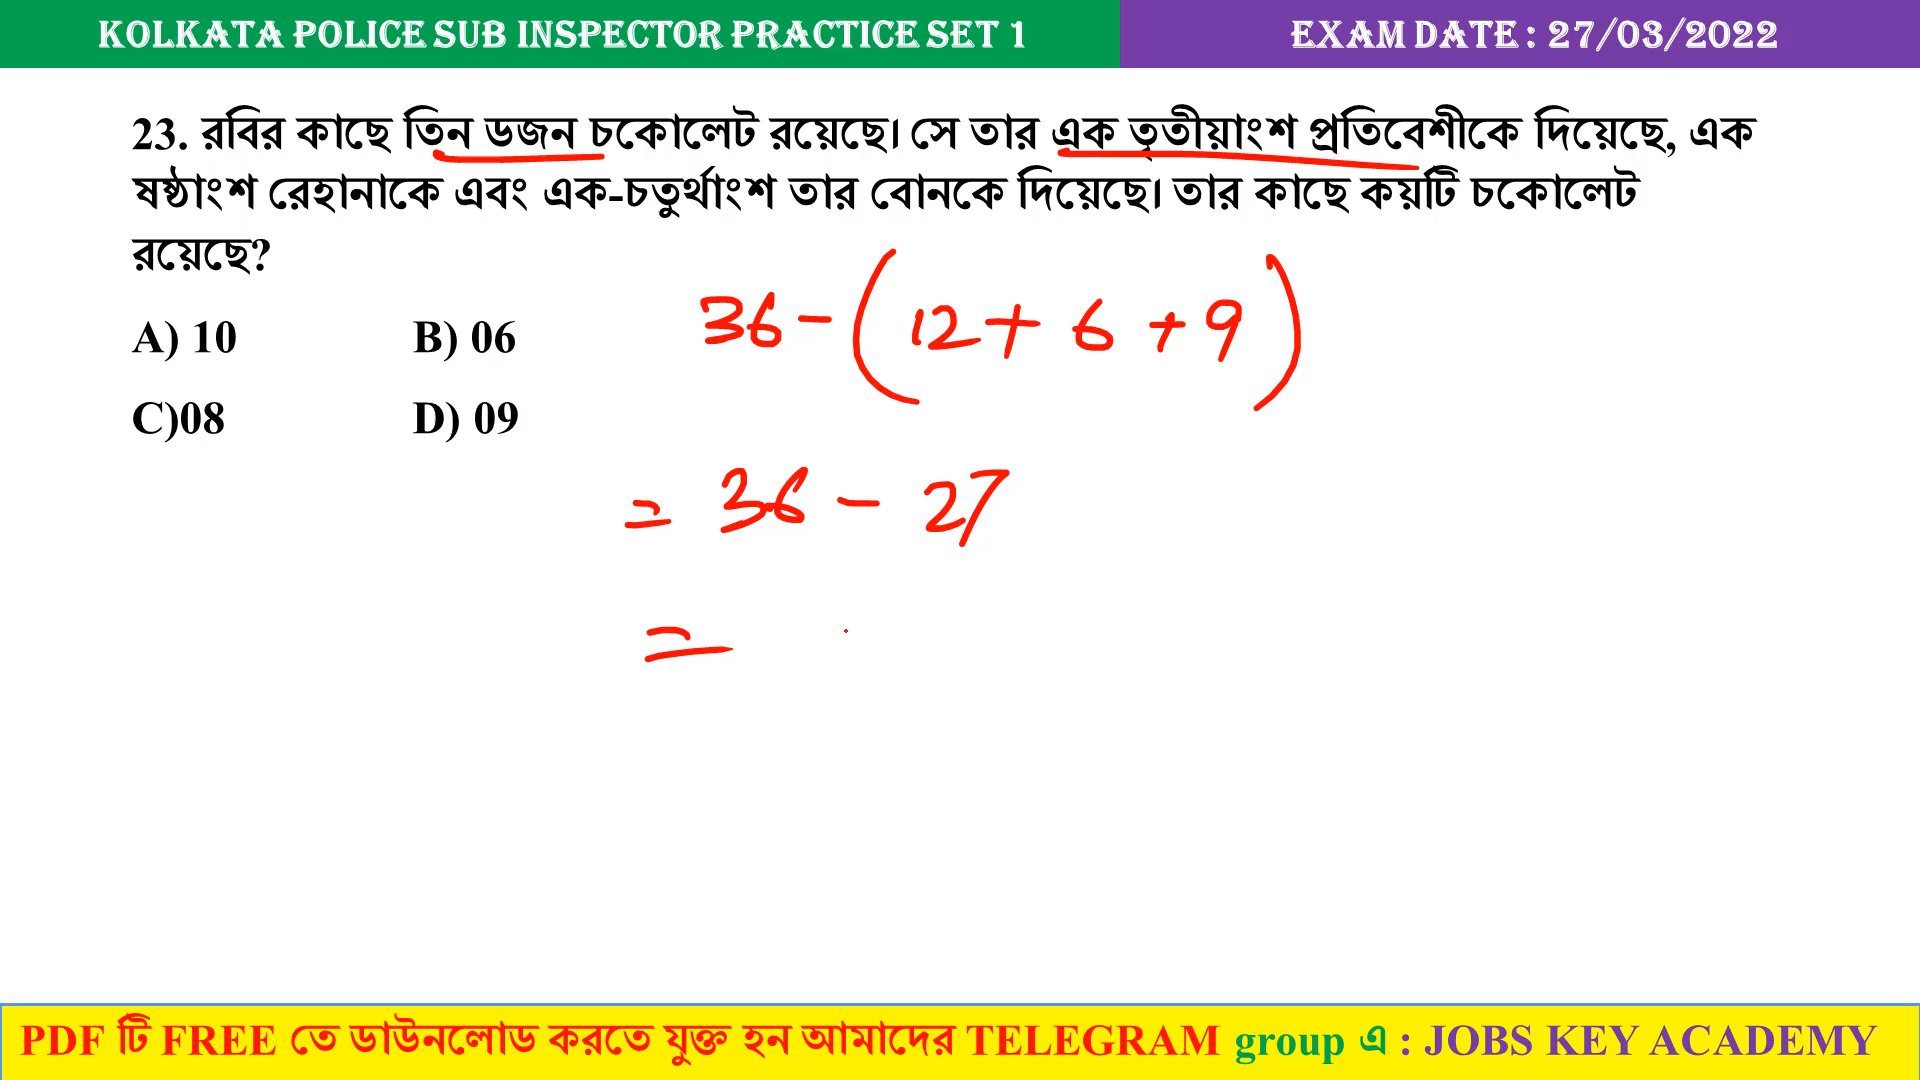 KOLKATA POLICE SUB INSPECTOR PRACTICE SET 1
EXAM DATE : 27/03/2022
23. রবির কাছে তিন ডজন চকোলেট রয়েছে। সে তার এক তৃতীয়াংশ প্রতিবেশীকে দিয়েছে, এক
ষষ্ঠাংশ রেহানাকে এবং এক-চতুর্থাংশ তার বোনকে দিয়েছে। তার কাছে কয়টি চকোলেট
রয়েছে?
A) 10 B) 06
C)08 D) 09
36 - ( 12 + 6 + 9 )
= 36 - 27
=
PDF টি FREE তে ডাউনলোড করতে যুক্ত হন আমাদের TELEGRAM group এ : JOBS KEY ACADEMY